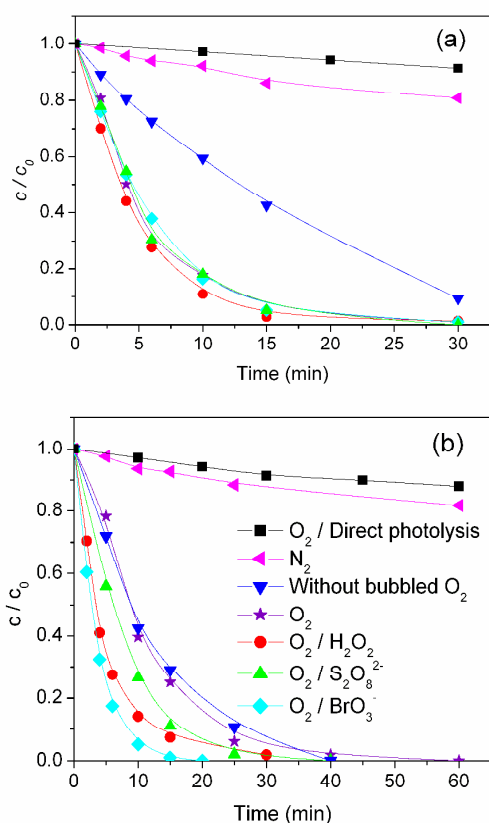 (a)
c / c0
1.0
0.8
0.6
0.4
0.2
0.0
0 5 10 15 20 25 30
Time (min)
(b)
c / c0
1.0
0.8
0.6
0.4
0.2
0.0
O2 / Direct photolysis
N2
Without bubbled O2
O2
O2 / H2O2
O2 / S2O8 2-
O2 / BrO3 -
0 10 20 30 40 50 60
Time (min)